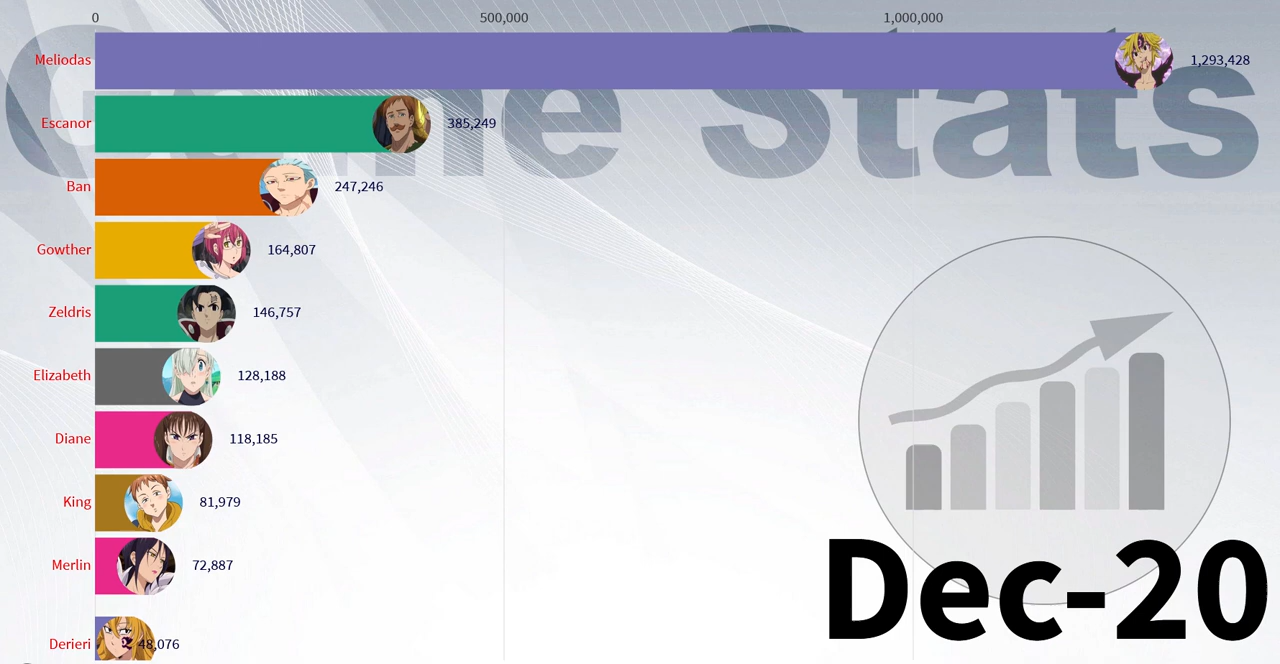 0 500,000 1,000,000
Game Stats
Meliodas 1,293,428
Escanor 385,249
Ban 247,246
Gowther 164,807
Zeldris 146,757
Elizabeth 128,188
Diane 118,185
King 81,979
Merlin 72,887
Derieri 48,076
Dec-20